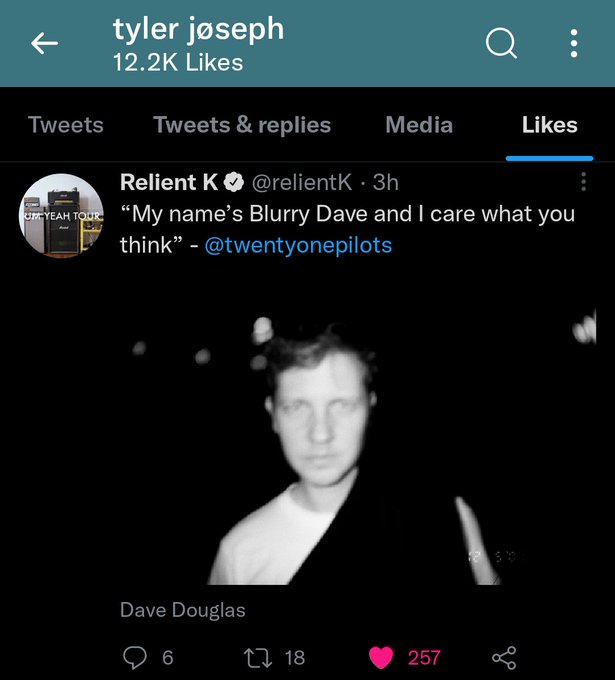 tyler jøseph
12.2K Likes
Tweets Tweets & replies Media Likes
Relient K @relientK · 3h
UM YEAH TOUR
“My name’s Blurry Dave and I care what you
think” - @twentyonepilots
Dave Douglas
6 18 257